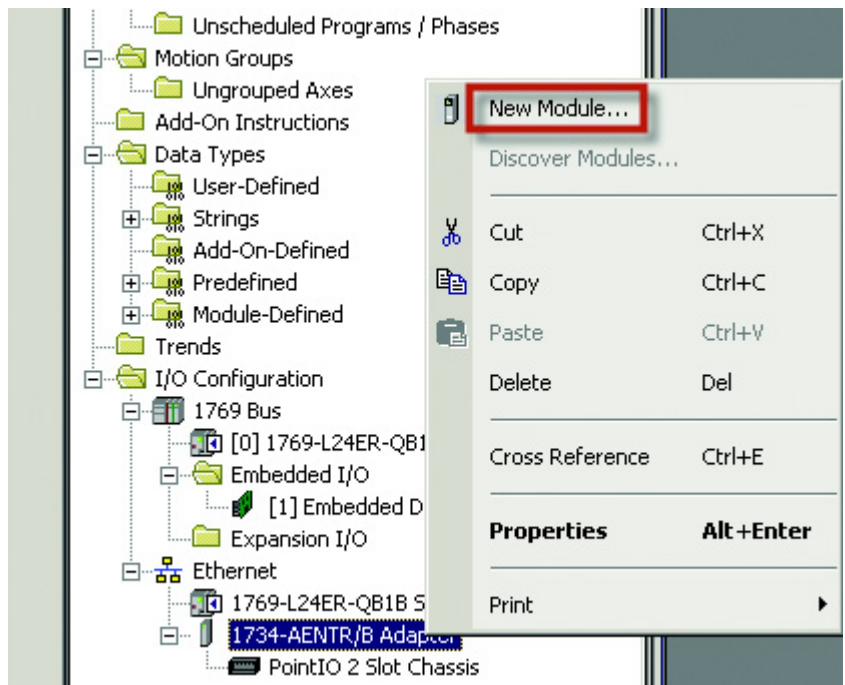 Unscheduled Programs / Phases
Motion Groups
Ungrouped Axes
Add-On Instructions
Data Types
User-Defined
Strings
Add-On-Defined
Predefined
Module-Defined
Trends
I/O Configuration
1769 Bus
[0] 1769-L24ER-QB1
Embedded I/O
[1] Embedded D
Expansion I/O
Ethernet
1769-L24ER-QB1B S
1734-AENTR/B Adapter
PointIO 2 Slot Chassis
New Module...
Discover Modules...
Cut Ctrl+X
Copy Ctrl+C
Paste Ctrl+V
Delete Del
Cross Reference Ctrl+E
Properties Alt+Enter
Print